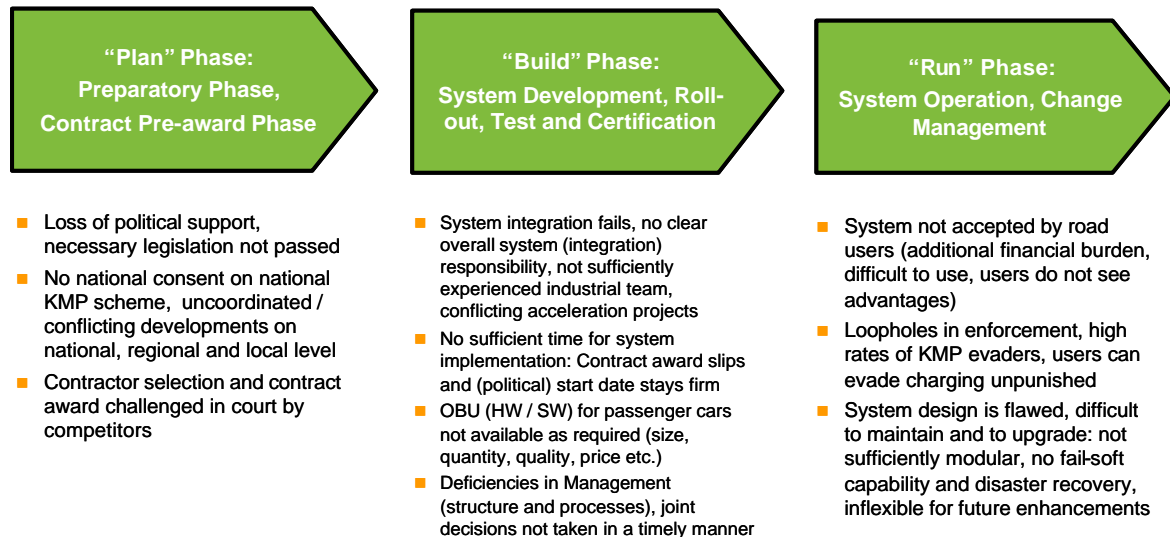 “Plan” Phase:
Preparatory Phase,
Contract Pre-award Phase
■ Loss of political support,
necessary legislation not passed
■ No national consent on national
KMP scheme, uncoordinated /
conflicting developments on
national, regional and local level
■ Contractor selection and contract
award challenged in court by
competitors
“Build” Phase:
System Development, Roll-
out, Test and Certification
■ System integration fails, no clear
overall system (integration)
responsibility, not sufficiently
experienced industrial team,
conflicting acceleration projects
■ No sufficient time for system
implementation: Contract award slips
and (political) start date stays firm
■ OBU (HW / SW) for passenger cars
not available as required (size,
quantity, quality, price etc.)
■ Deficiencies in Management
(structure and processes), joint
decisions not taken in a timely manner
“Run” Phase:
System Operation, Change
Management
■ System not accepted by road
users (additional financial burden,
difficult to use, users do not see
advantages)
■ Loopholes in enforcement, high
rates of KMP evaders, users can
evade charging unpunished
■ System design is flawed, difficult
to maintain and to upgrade: not
sufficiently modular, no fail-soft
capability and disaster recovery,
inflexible for future enhancements